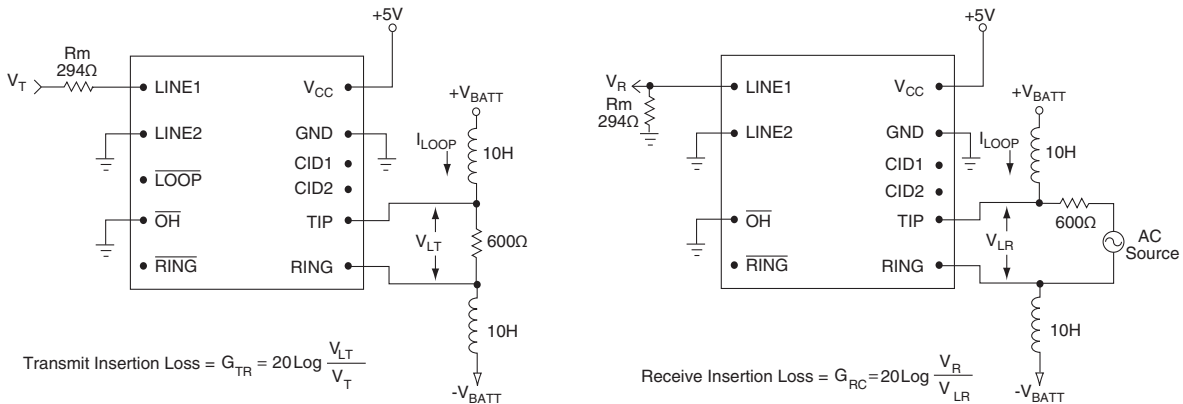 +5V
Rm
294Ω
V_T
LINE1
V_CC
+V_BATT
LINE2
GND
I_LOOP
10H
CID1
LOOP
CID2
OH
TIP
V_LT
600Ω
RING
RING
10H
-V_BATT
Transmit Insertion Loss = G_TR = 20Log V_LT
V_T
+5V
V_R
LINE1
V_CC
Rm
294Ω
+V_BATT
LINE2
GND
I_LOOP
10H
CID1
CID2
OH
TIP
600Ω
V_LR
AC
Source
RING
RING
10H
-V_BATT
Receive Insertion Loss = G_RC = 20Log V_R
V_LR